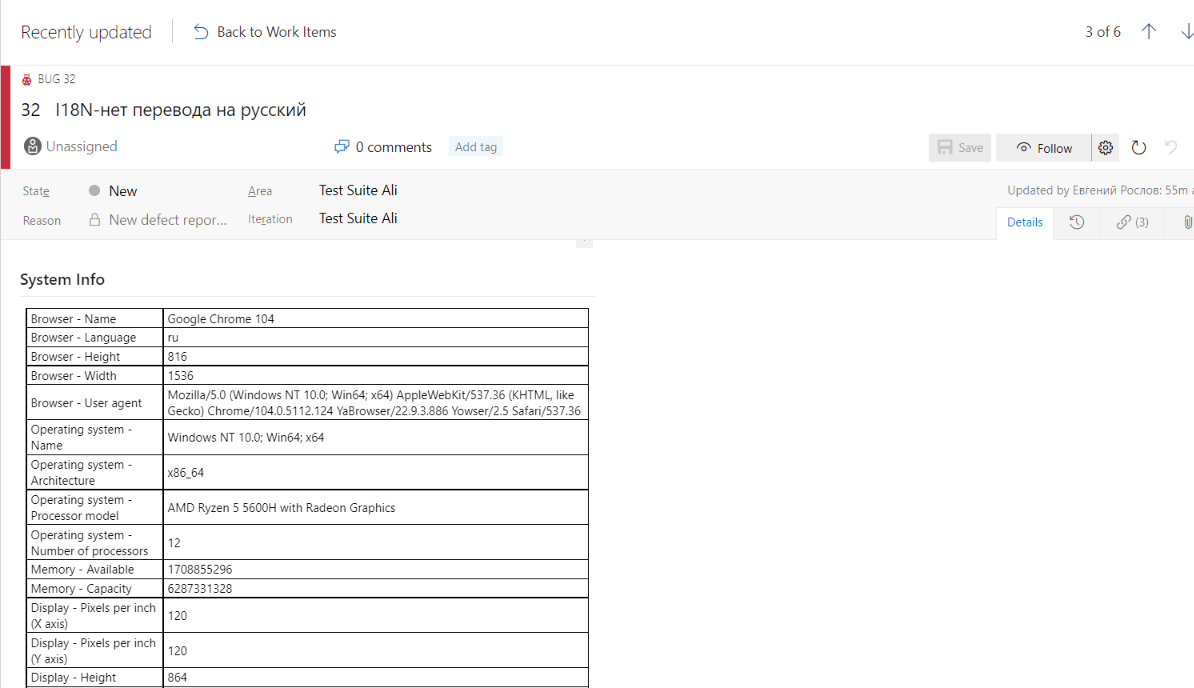 Recently updated
Back to Work Items
3 of 6
BUG 32
32 I18N-нет перевода на русский
Unassigned
0 comments
Add tag
Save
Follow
State
New
Area
Test Suite Ali
Updated by Евгений Рослов: 55m a
Reason
New defect repor...
Iteration
Test Suite Ali
Details
(3)
System Info
Browser - Name
Google Chrome 104
Browser - Language
ru
Browser - Height
816
Browser - Width
1536
Browser - User agent
Mozilla/5.0 (Windows NT 10.0; Win64; x64) AppleWebKit/537.36 (KHTML, like
Gecko) Chrome/104.0.5112.124 YaBrowser/22.9.3.886 Yowser/2.5 Safari/537.36
Operating system -
Name
Windows NT 10.0; Win64; x64
Operating system -
Architecture
x86_64
Operating system -
Processor model
AMD Ryzen 5 5600H with Radeon Graphics
Operating system -
Number of processors
12
Memory - Available
1708855296
Memory - Capacity
6287331328
Display - Pixels per inch
(X axis)
120
Display - Pixels per inch
(Y axis)
120
Display - Height
864